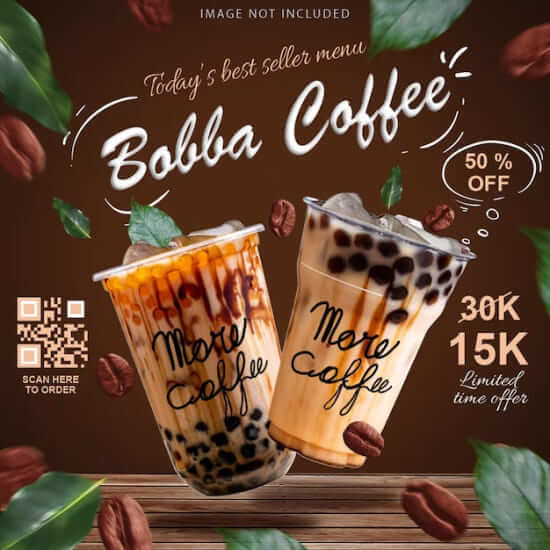 IMAGE NOT INCLUDED
Today's best seller menu
Bobba Coffee
50 %
OFF
More
Coffee
More
Coffee
30K
15K
Limited
time offer
SCAN HERE
TO ORDER